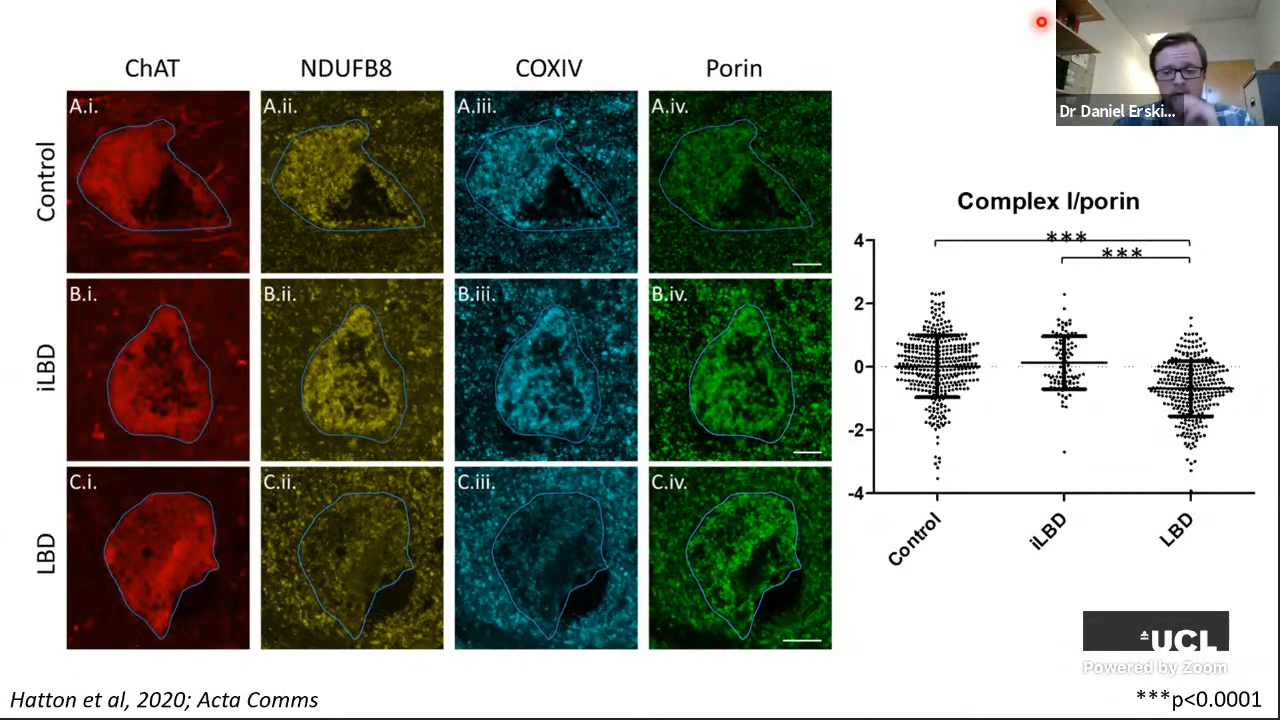 ChAT NDUFB8 COXIV Porin
Control
A.i. A.ii. A.iii. A.iv.
iLBD
B.i. B.ii. B.iii. B.iv.
LBD
C.i. C.ii. C.iii. C.iv.
Dr Daniel Erski...
Complex I/porin
***
***
4
2
0
-2
-4
Control iLBD LBD
UCL
Powered by Zoom
Hatton et al, 2020; Acta Comms
***p<0.0001